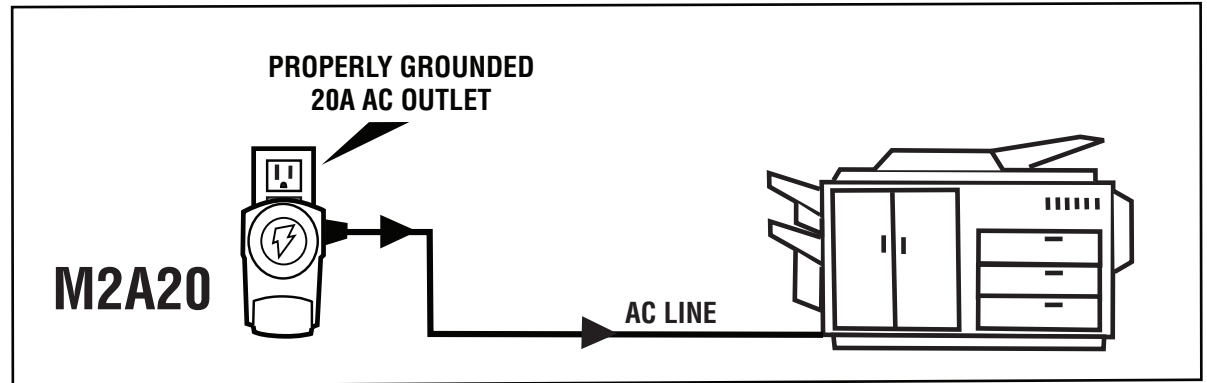 PROPERLY GROUNDED
20A AC OUTLET
M2A20
AC LINE